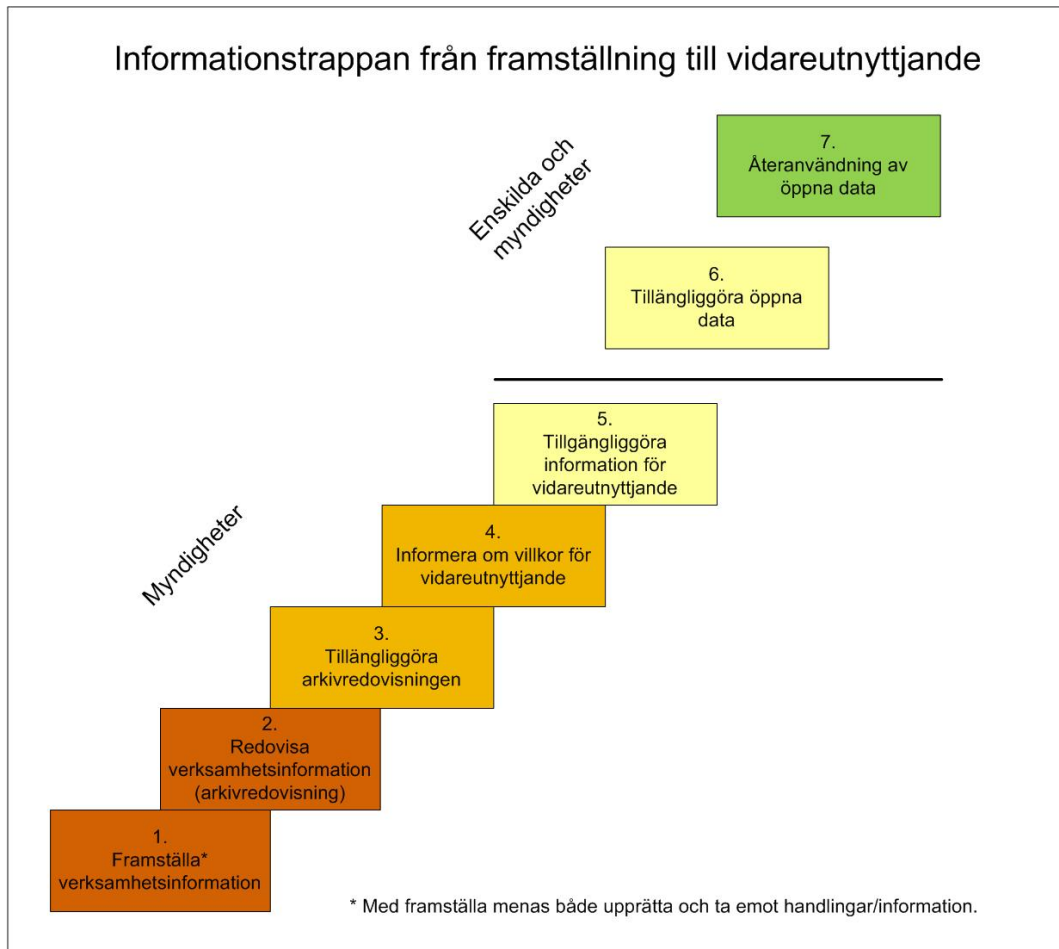 Informationstrappan från framställning till vidareutnyttjande
Enskilda och
myndigheter
7.
Återanvändning av
öppna data
6.
Tillängliggöra öppna
data
5.
Tillgängliggöra
information för
vidareutnyttjande
Myndigheter
4.
Informera om villkor för
vidareutnyttjande
3.
Tillängliggöra
arkivredovisningen
2.
Redovisa
verksamhetsinformation
(arkivredovisning)
1.
Framställa*
verksamhetsinformation
* Med framställa menas både upprätta och ta emot handlingar/information.